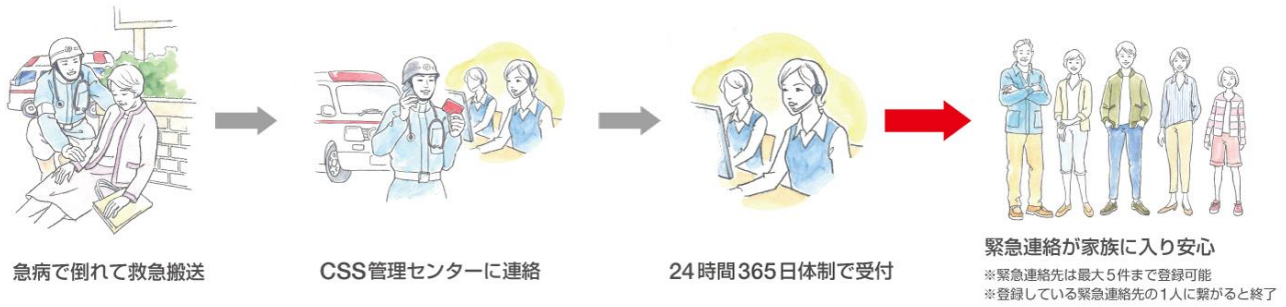 急病で倒れて救急搬送
CSS管理センターに連絡
24時間365日体制で受付
緊急連絡が家族に入り安心
※緊急連絡先は最大5件まで登録可能
※登録している緊急連絡先の1人に繋がると終了